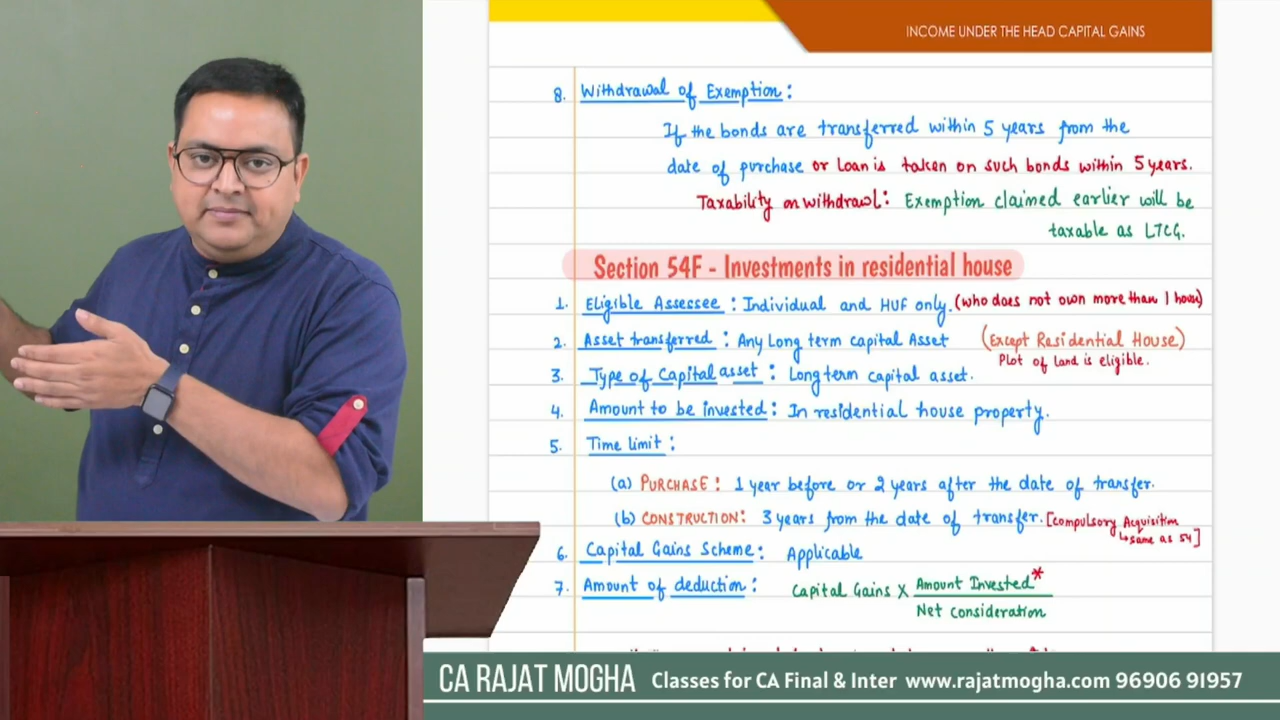 INCOME UNDER THE HEAD CAPITAL GAINS
8. Withdrawal of Exemption :
If the bonds are transferred within 5 years from the
date of purchase or Loan is taken on such bonds within 5 years.
Taxability on withdrawl : Exemption claimed earlier will be
taxable as LTCG.
Section 54F - Investments in residential house
1. Eligible Assessee : Individual and HUF only. (who does not own more than 1 house)
2. Asset transferred : Any Long term capital Asset (Except Residential House)
Plot of land is eligible.
3. Type of Capital asset : Long term capital asset.
4. Amount to be invested : In residential house property.
5. Time limit :
(a) PURCHASE : 1 year before or 2 years after the date of transfer.
(b) CONSTRUCTION : 3 years from the date of transfer. [Compulsory Acquisition
↳ same as 54]
6. Capital Gains Scheme : Applicable
7. Amount of deduction : Capital Gains X Amount Invested*
Net consideration
CA RAJAT MOGHA Classes for CA Final & Inter www.rajatmogha.com 96906 91957